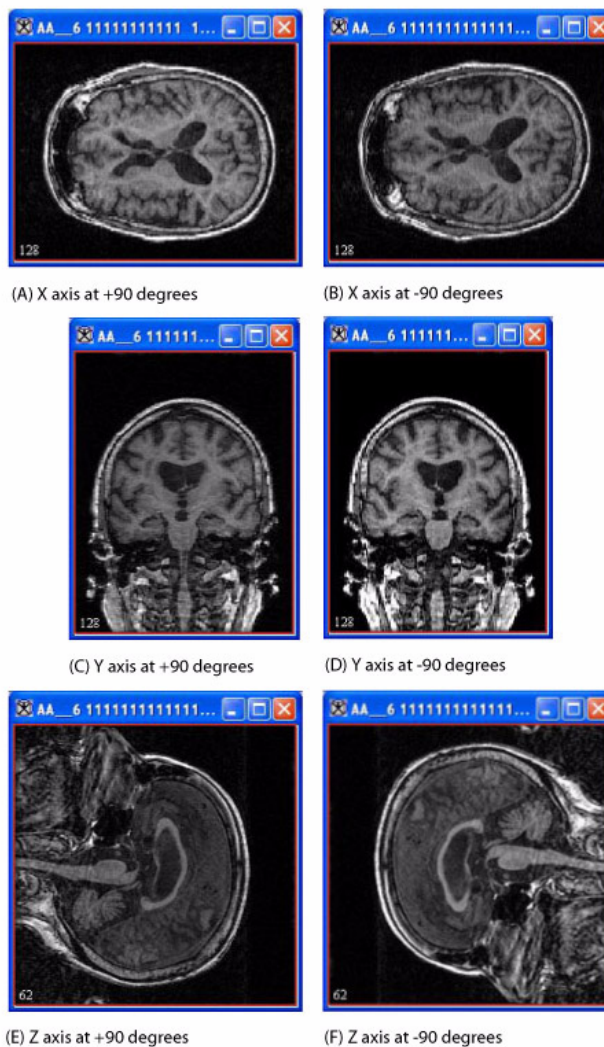 AA__6 11111111111 1...
AA__6 1111111111111...
128
128
(A) X axis at +90 degrees
(B) X axis at -90 degrees
AA__6 111111...
AA__6 111111...
128
128
(C) Y axis at +90 degrees
(D) Y axis at -90 degrees
AA__6 1111111111111...
AA__6 1111111111111...
62
62
(E) Z axis at +90 degrees
(F) Z axis at -90 degrees